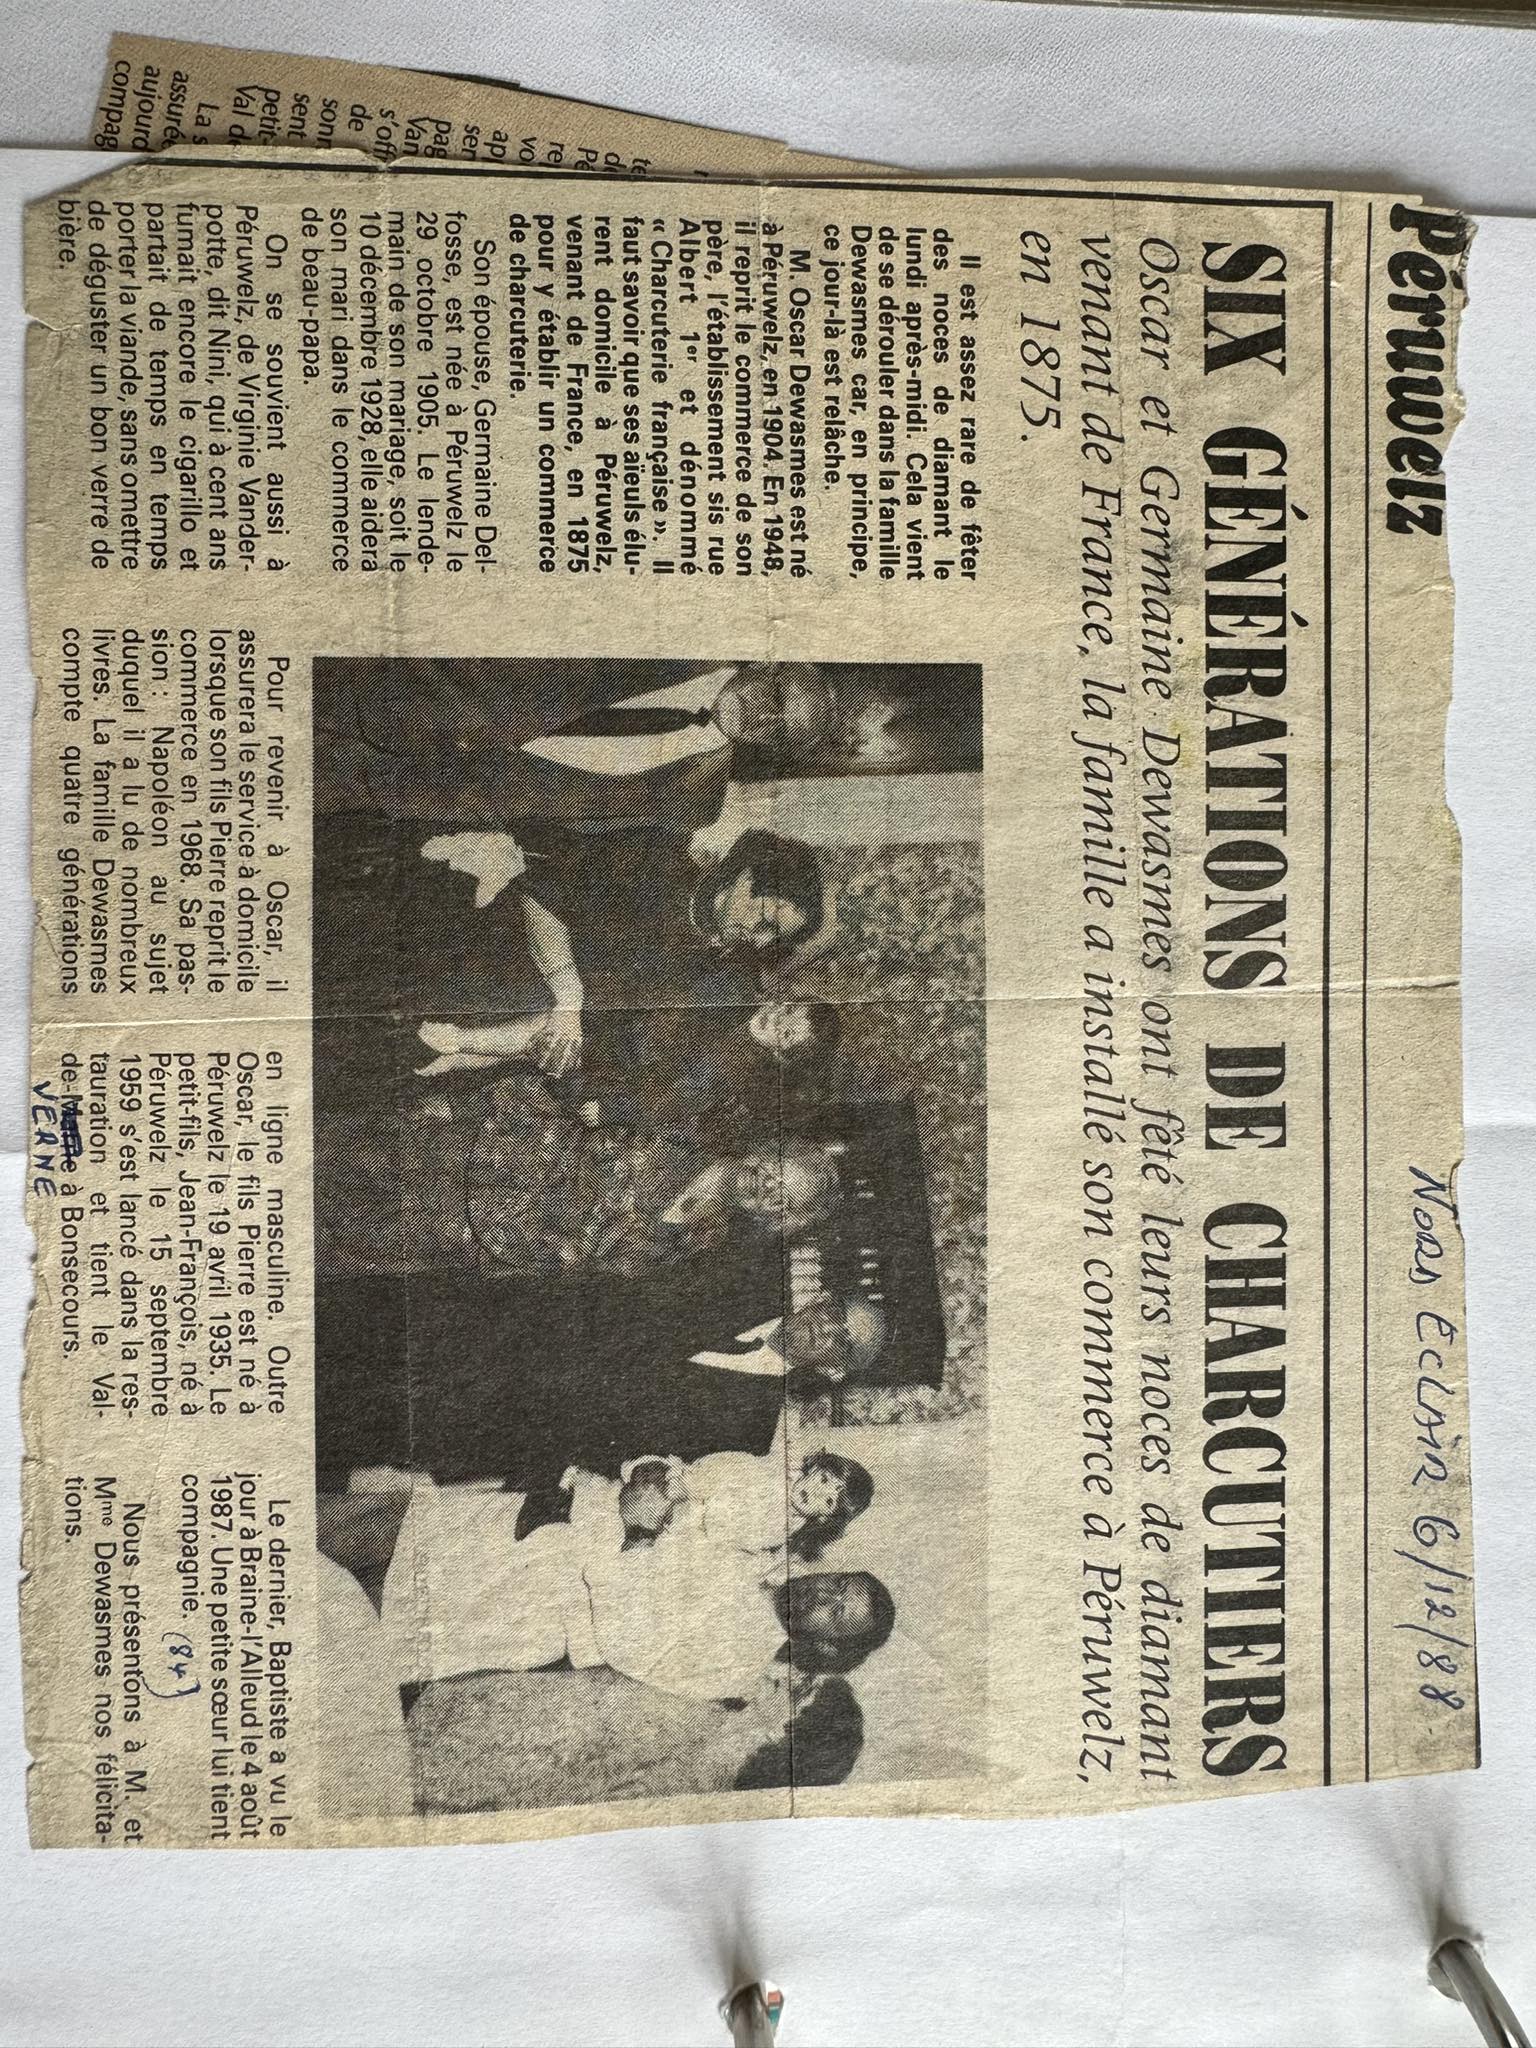 Péruwelz
NORD ECLAIR 6/12/88
SIX GÉNÉRATIONS DE CHARCUTIERS
Oscar et Germaine Dewasmes ont fêté leurs noces de diamant
venant de France, la famille a installé son commerce à Péruwelz,
en 1875.
Il est assez rare de fêter
des noces de diamant le
lundi après-midi. Cela vient
de se dérouler dans la famille
Dewasmes car, en principe,
ce jour-là est relâche.
M. Oscar Dewasmes est né
à Péruwelz, en 1904. En 1948,
il reprit le commerce de son
père, l'établissement sis rue
Albert 1er et dénommé
« Charcuterie française ». Il
faut savoir que ses aïeuls élu-
rent domicile à Péruwelz,
venant de France, en 1875
pour y établir un commerce
de charcuterie.
Son épouse, Germaine Del-
fosse, est née à Péruwelz le
29 octobre 1905. Le lende-
main de son mariage, soit le
10 décembre 1928, elle aidera
son mari dans le commerce
de beau-papa.
On se souvient aussi à
Péruwelz, de Virginie Vander-
potte, dit Nini, qui à cent ans
fumait encore le cigarillo et
partait de temps en temps
porter la viande, sans omettre
de déguster un bon verre de
bière.
Pour revenir à Oscar, il
assurera le service à domicile
lorsque son fils Pierre reprit le
commerce en 1968. Sa pas-
sion : Napoléon au sujet
duquel il a lu de nombreux
livres. La famille Dewasmes
compte quatre générations
en ligne masculine. Outre
Oscar, le fils Pierre est né à
Péruwelz le 19 avril 1935. Le
petit-fils, Jean-François, né à
Péruwelz le 15 septembre
1959 s'est lancé dans la res-
tauration et tient le Val-
de- à Bonsecours.
VERNE
Le dernier, Baptiste a vu le
jour à Braine-l'Alleud le 4 août
1987. Une petite sœur lui tient
compagnie. (84)
Nous présentons à M. et
Mme Dewasmes nos félicita-
tions.
pag
Van
s'off
de
sonn
sent
petit-
Val de
La s
assurée
aujourd
compag